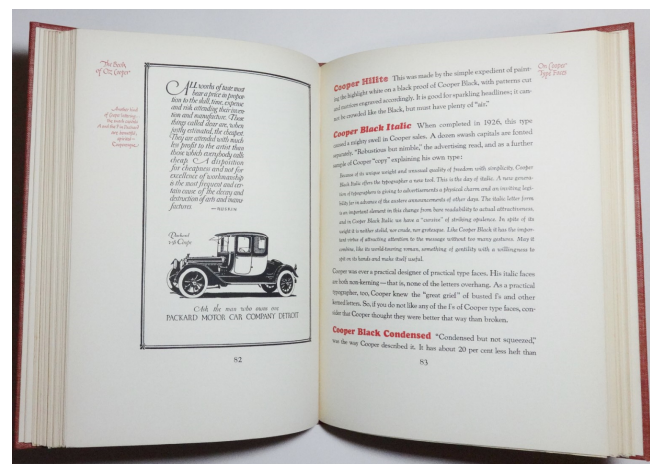 The Book
of Oz Cooper
Another kind
of Cooper lettering—
ALL works of taste must
bear a price in propor-
tion to the skill, time, expense
and risk attending their inven-
tion and manufacture. Those
things called dear are, when
justly estimated, the cheapest.
They are attended with much
less profit to the artist than
those which everybody calls
cheap. A disposition
for cheapness and not for
excellence of workmanship
is the most frequent and cer-
tain cause of the decay and
destruction of arts and manu-
factures. —RUSKIN
Packard
Coupe
Ask the man who owns one
PACKARD MOTOR CAR COMPANY DETROIT
82
On Cooper
Type Faces
Cooper Hilite This was made by the simple expedient of paint-
ing the highlight white on a black proof of Cooper Black, with patterns cut
and matrices engraved accordingly. It is good for sparkling headlines; it can-
not be crowded like the Black, but must have plenty of "air."
Cooper Black Italic When completed in 1926, this type
caused a mighty swell in Cooper sales. A dozen swash capitals are fonted
separately. "Robustious but nimble," the advertising read, and as a further
sample of Cooper "copy" explaining his own type:
Because of its unique weight and unusual quality of freedom with simplicity, Cooper
Black Italic offers the typographer a new tool. This is the day of italic. A new genera-
tion of typographers is giving to advertisements a physical charm and an inviting legi-
bility far in advance of the austere announcements of other days. The italic letter form
is an important element in this change from bare readability to actual attractiveness,
and in Cooper Black Italic we have a "cursive" of striking opulence. In spite of its
weight it is neither stolid, nor crude, nor grotesque. Like Cooper Black it has the impor-
tant virtue of attracting attention to the message without too many gestures. May it
combine, like its world-touring woman, something of gentility with a willingness to
spit on its hands and make itself useful.
Cooper was ever a practical designer of practical type faces. His italic faces
are both non-kerning—that is, none of the letters overhang. As a practical
typographer, too, Cooper knew the "great grief" of busted f's and other
kerned letters. So, if you do not like any of the f's of Cooper type faces, con-
sider that Cooper thought they were better that way than broken.
Cooper Black Condensed "Condensed but not squeezed,"
was the way Cooper described it. It has about 20 per cent less heft than
83